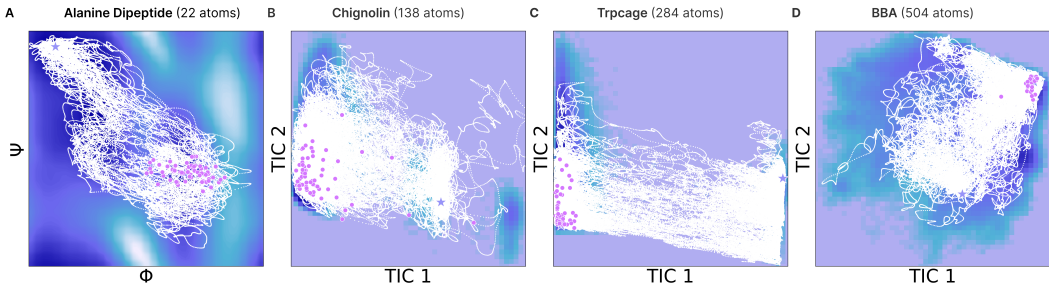 A Alanine Dipeptide (22 atoms)
Ψ
Φ
B Chignolin (138 atoms)
TIC 2
TIC 1
C Trpcage (284 atoms)
TIC 2
TIC 1
D BBA (504 atoms)
TIC 2
TIC 1